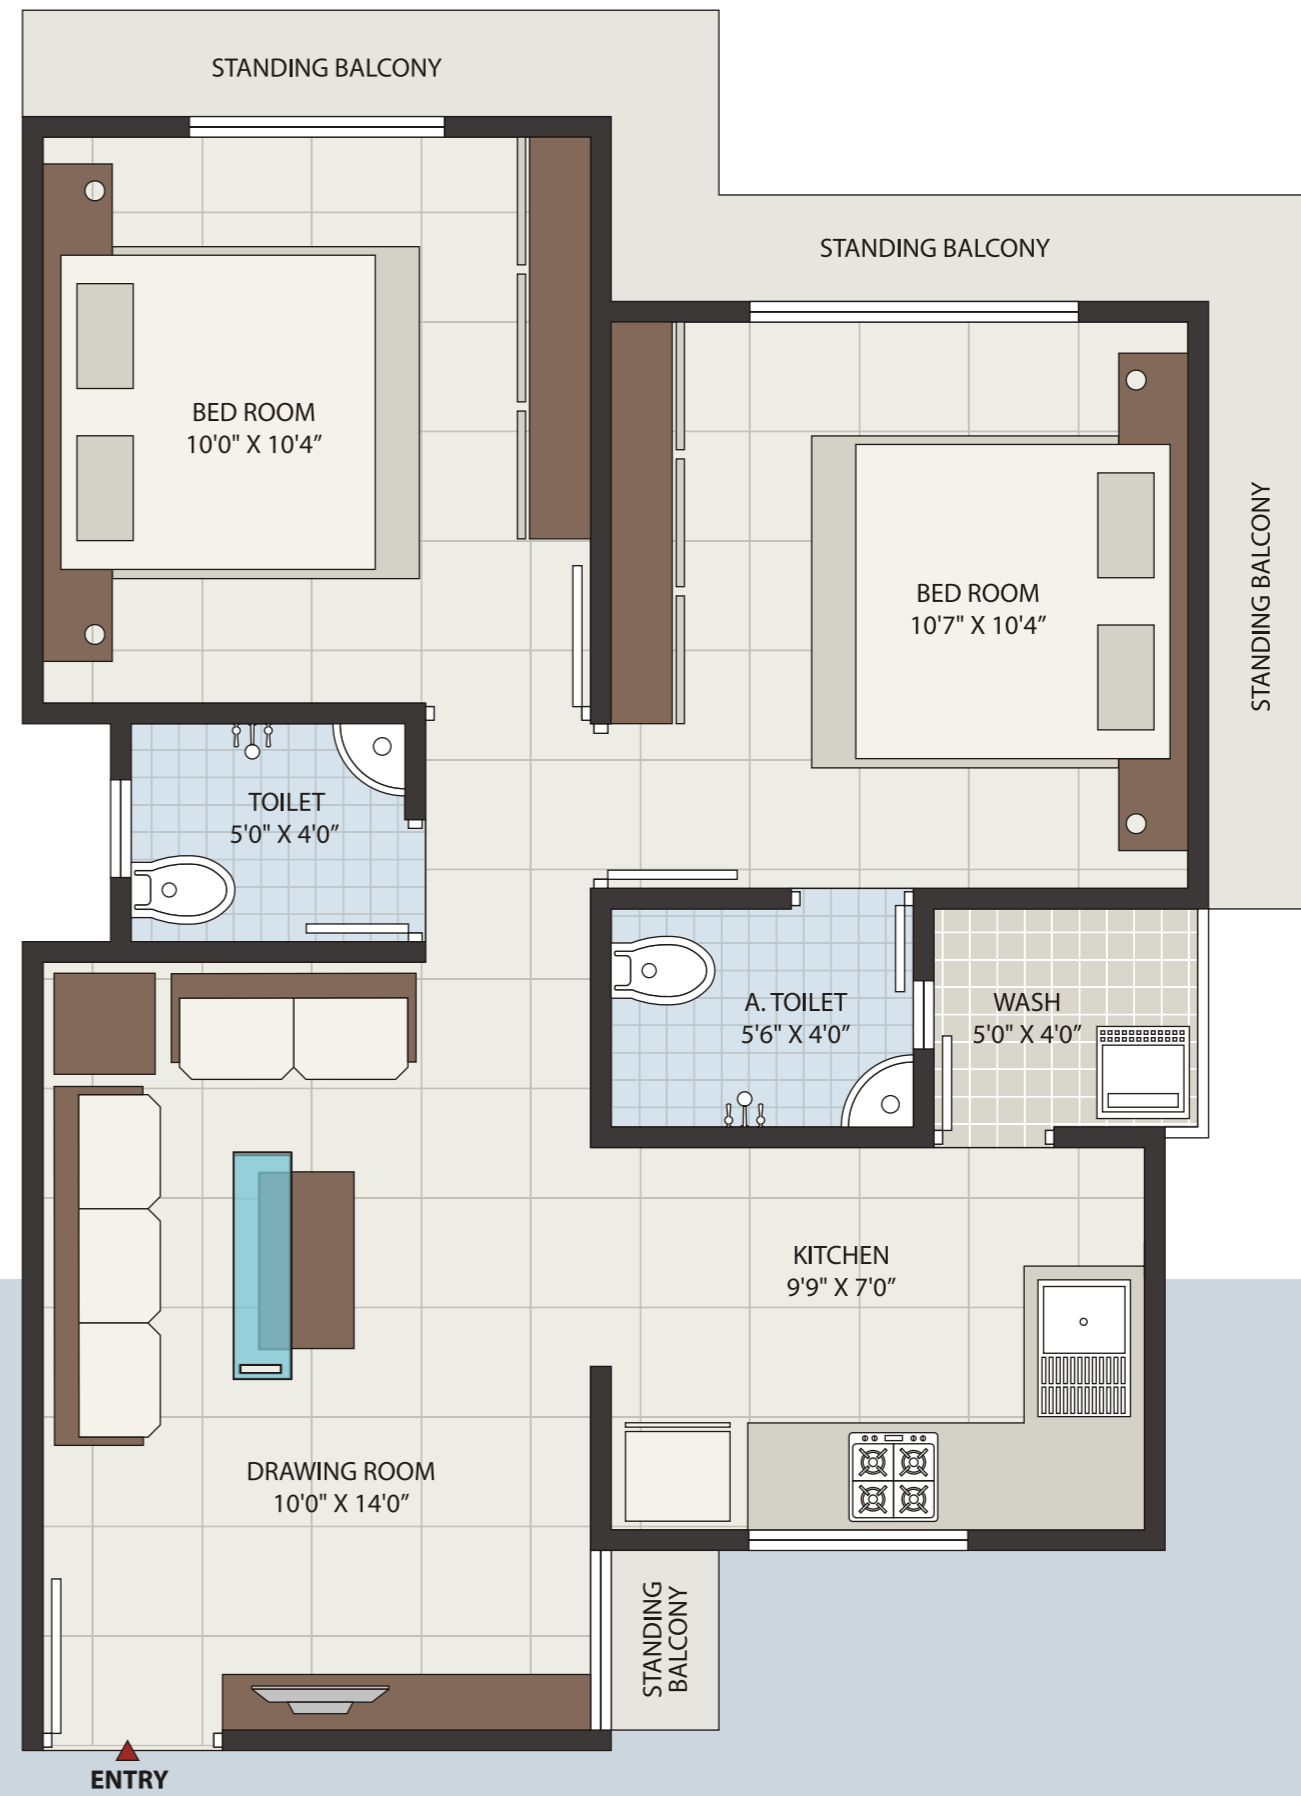 STANDING BALCONY
STANDING BALCONY
BED ROOM
10'0" X 10'4"
STANDING BALCONY
BED ROOM
10'7" X 10'4"
TOILET
5'0" X 4'0"
A. TOILET
5'6" X 4'0"
WASH
5'0" X 4'0"
KITCHEN
9'9" X 7'0"
DRAWING ROOM
10'0" X 14'0"
STANDING
BALCONY
ENTRY